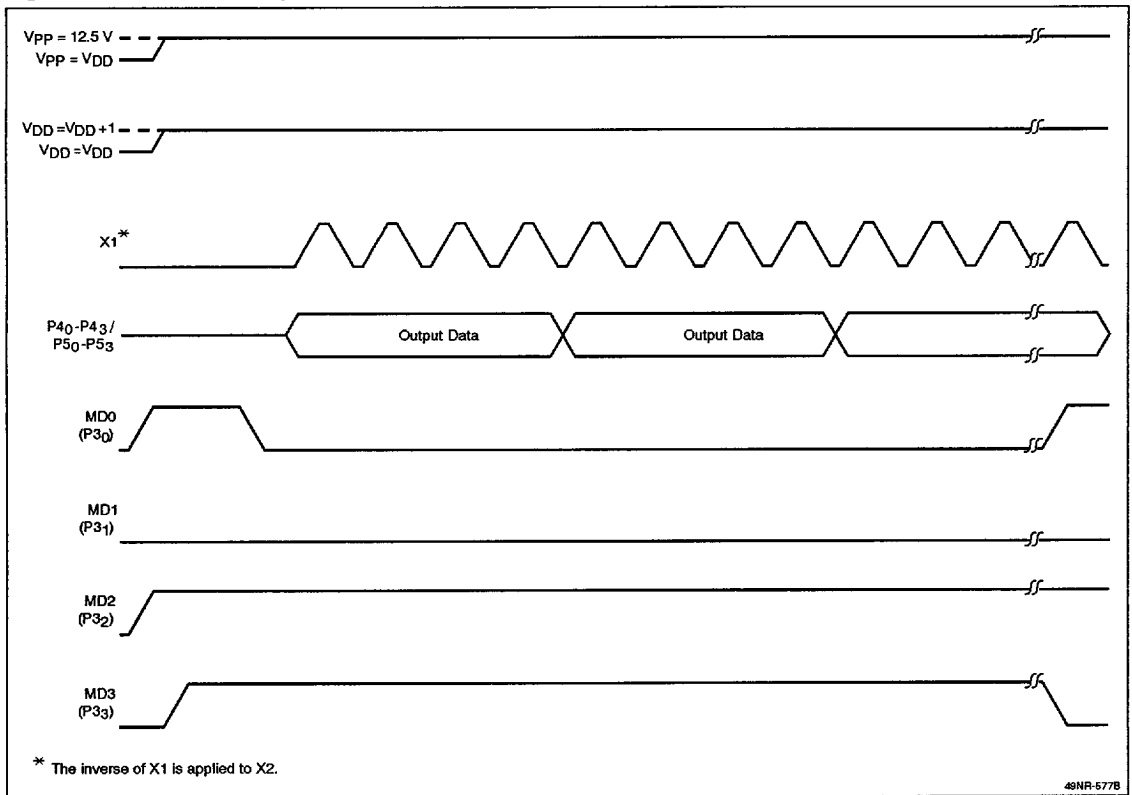 VPP = 12.5 V
VPP = VDD
VDD = VDD +1
VDD = VDD
X1*
P40-P43/
P50-P53
Output Data
Output Data
MD0
(P30)
MD1
(P31)
MD2
(P32)
MD3
(P33)
* The inverse of X1 is applied to X2.
49NR-577B